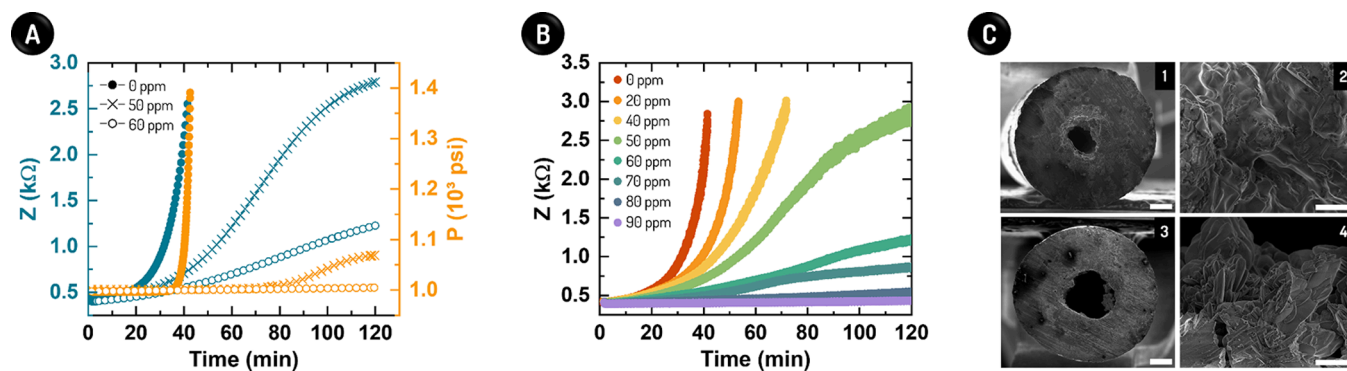 A
Z (kΩ)
3.0
2.5
2.0
1.5
1.0
0.5
0 ppm
50 ppm
60 ppm
1.4
1.3
1.2
1.1
1.0
P (10³ psi)
0 20 40 60 80 100 120
Time (min)
B
Z (kΩ)
3.5
3.0
2.5
2.0
1.5
1.0
0.5
0 ppm
20 ppm
40 ppm
50 ppm
60 ppm
70 ppm
80 ppm
90 ppm
0 20 40 60 80 100 120
Time (min)
C
1
2
3
4